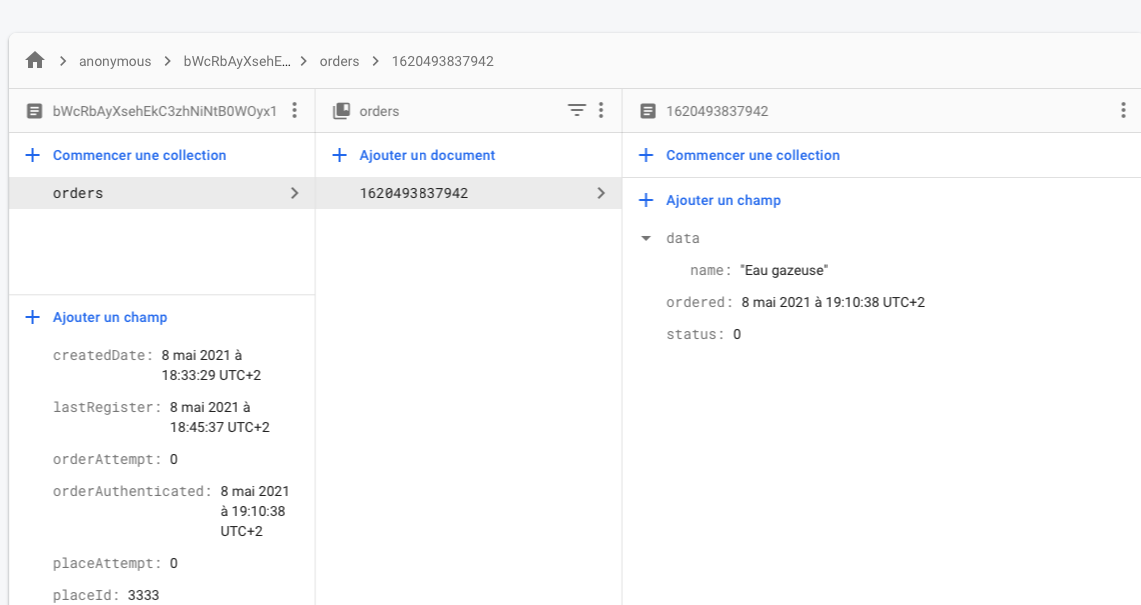 anonymous
bWcRbAyXsehE...
orders
1620493837942
bWcRbAyXsehEkC3zhNiNtB0WOyx1
Commencer une collection
orders
Ajouter un champ
createdDate: 8 mai 2021 à
18:33:29 UTC+2
lastRegister: 8 mai 2021 à
18:45:37 UTC+2
orderAttempt: 0
orderAuthenticated: 8 mai 2021
à 19:10:38
UTC+2
placeAttempt: 0
placeId: 3333
orders
Ajouter un document
1620493837942
1620493837942
Commencer une collection
Ajouter un champ
data
name: "Eau gazeuse"
ordered: 8 mai 2021 à 19:10:38 UTC+2
status: 0